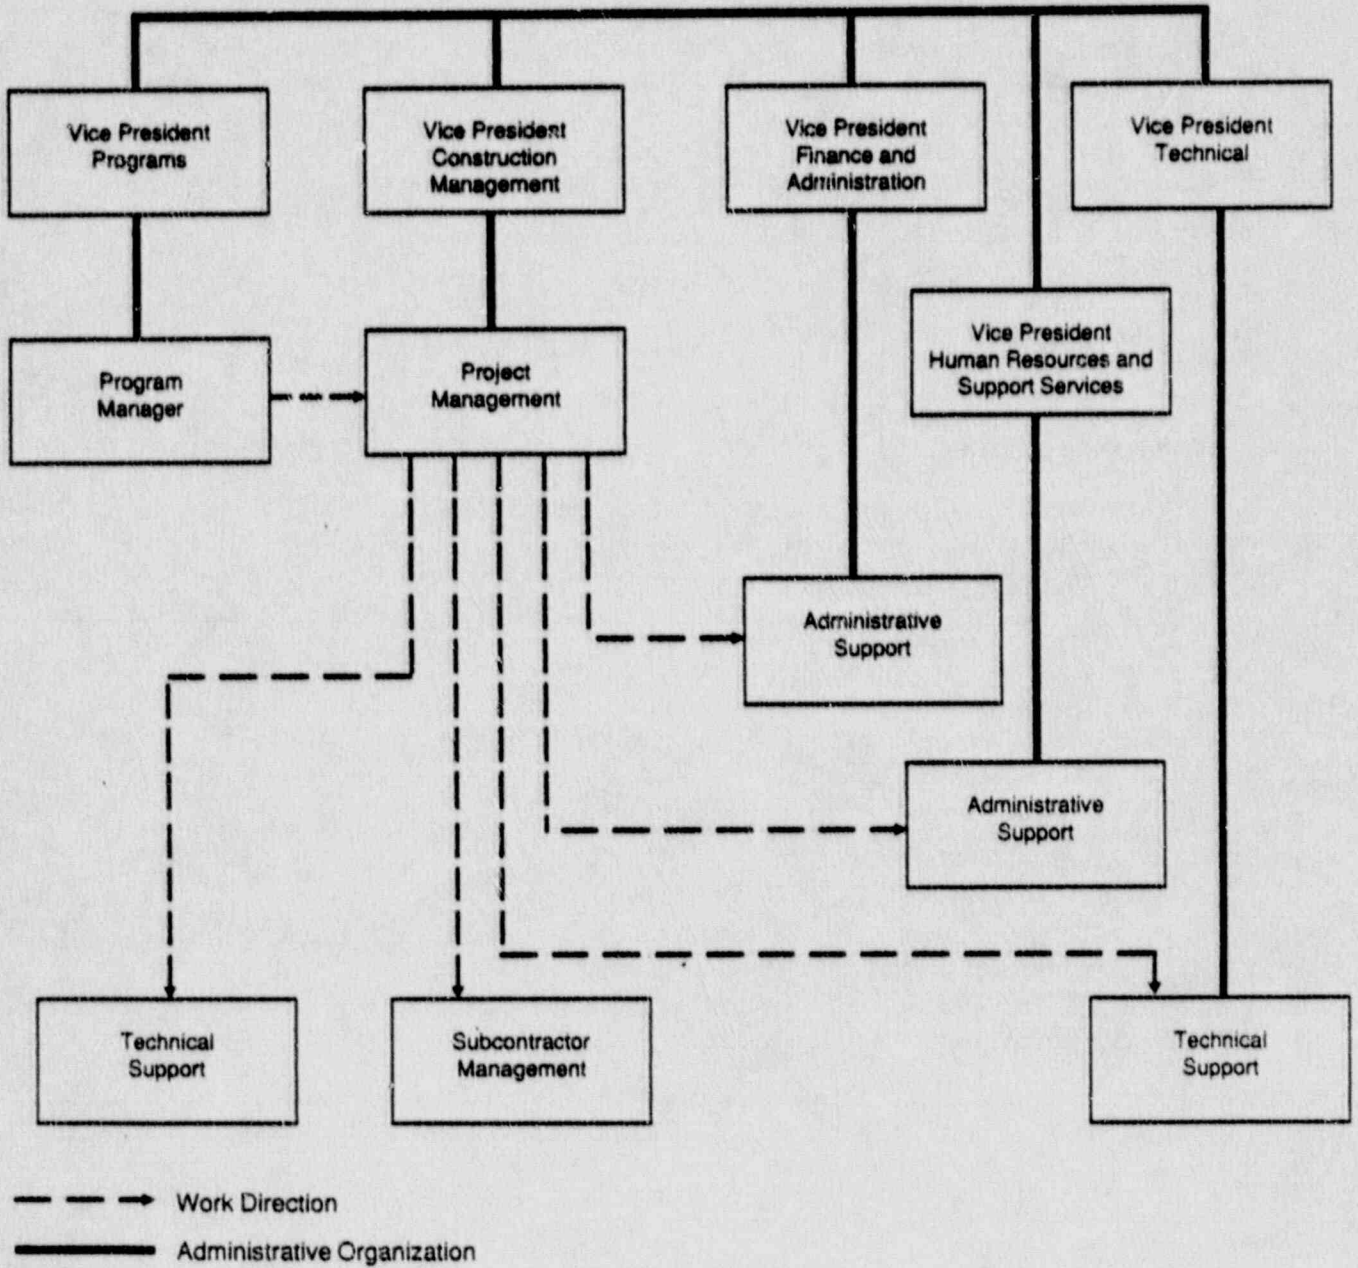 Vice President
Programs
Vice President
Construction
Management
Vice President
Finance and
Administration
Vice President
Technical
Vice President
Human Resources and
Support Services
Program
Manager
Project
Management
Administrative
Support
Administrative
Support
Technical
Support
Subcontractor
Management
Technical
Support
Work Direction
Administrative Organization